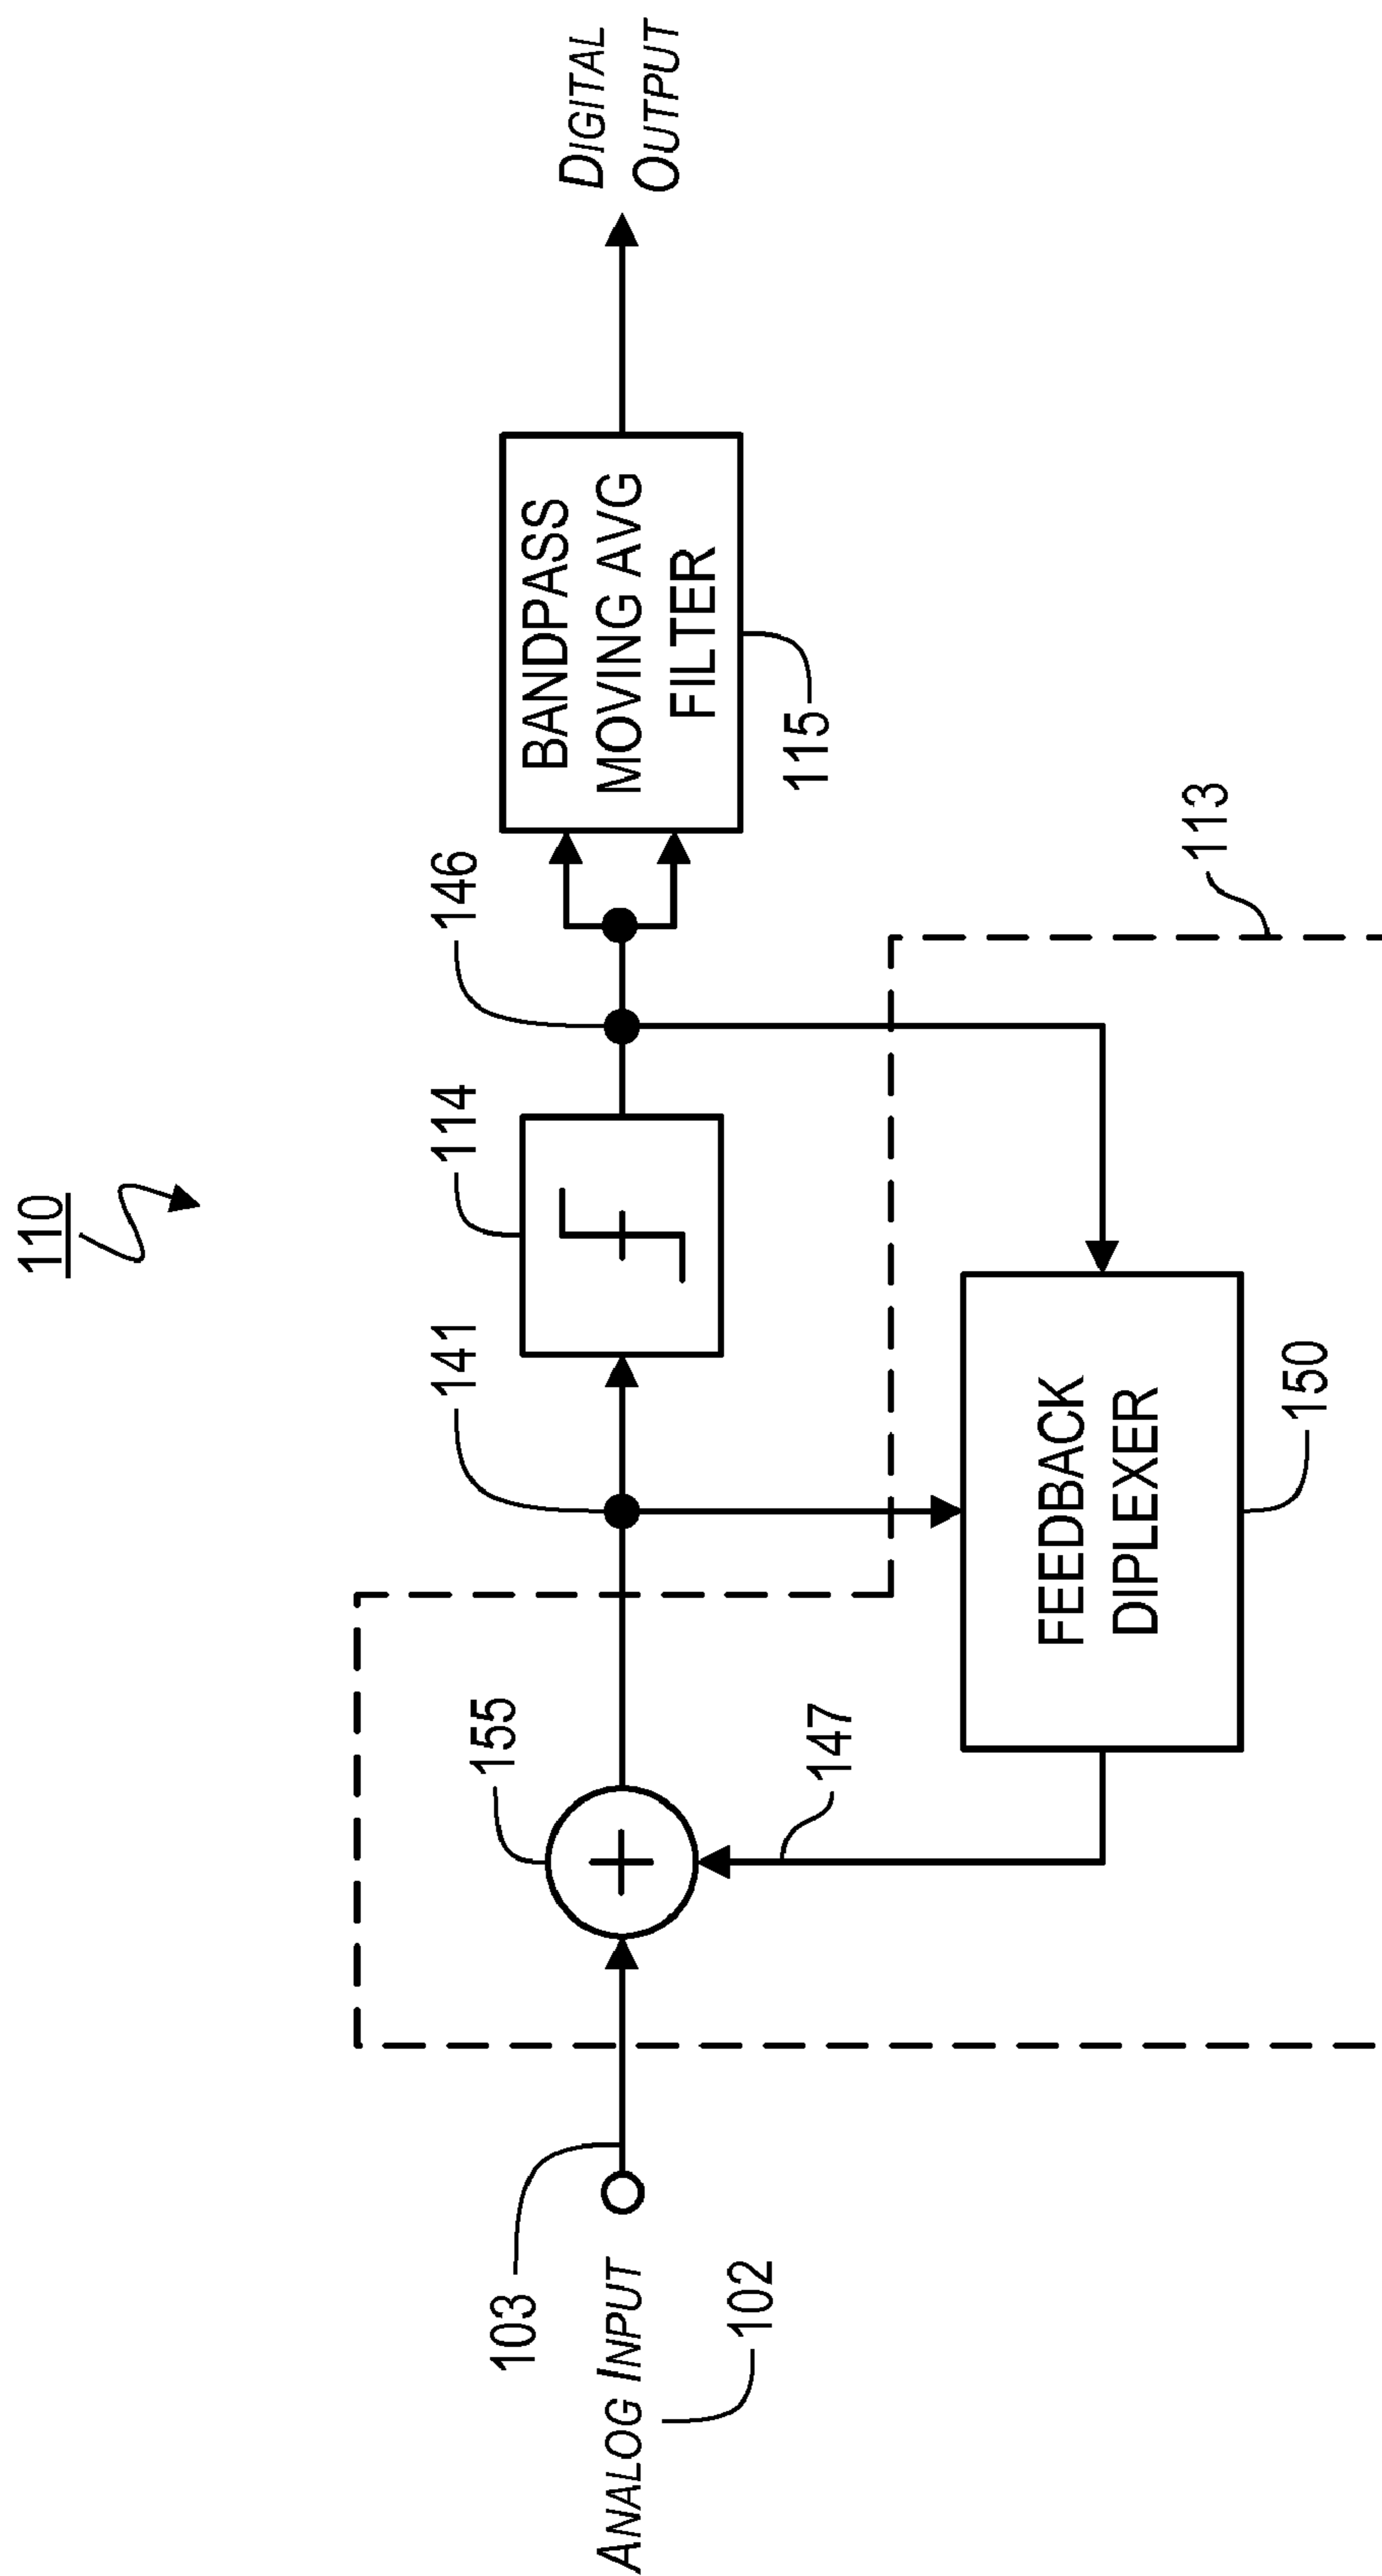 110
103
ANALOG INPUT
102
155
147
141
114
146
FEEDBACK
DIPLEXER
150
113
BANDPASS
MOVING AVG
FILTER
115
DIGITAL
OUTPUT